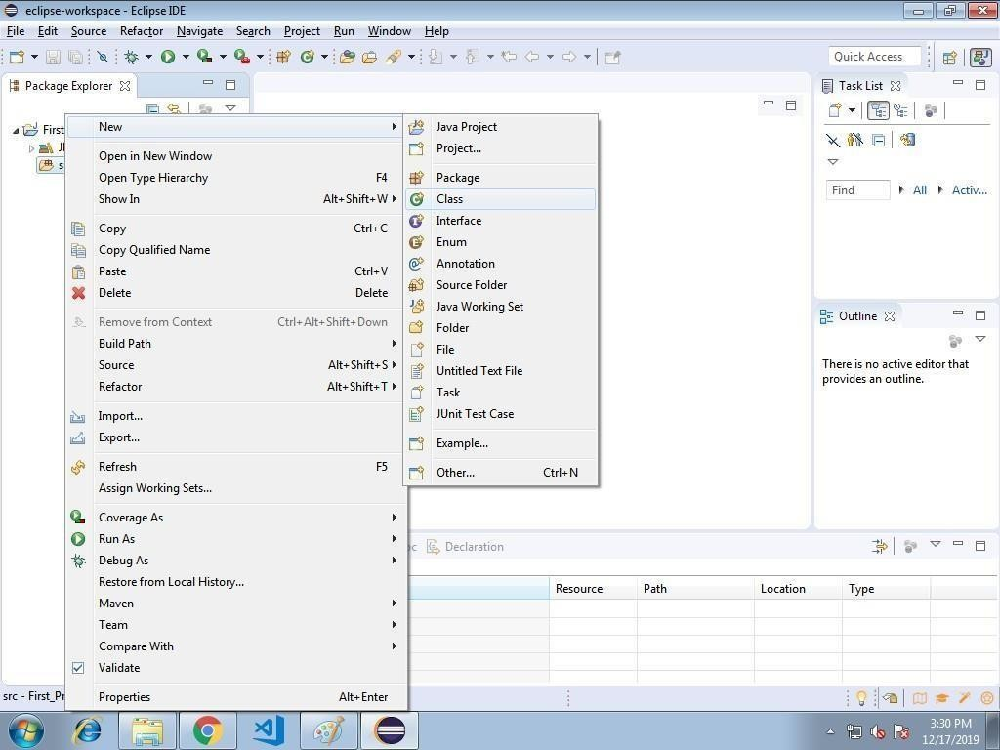 eclipse-workspace - Eclipse IDE
File Edit Source Refactor Navigate Search Project Run Window Help
Quick Access
Package Explorer
Task List
First
New
Open in New Window
Open Type Hierarchy F4
Show In Alt+Shift+W
Copy Ctrl+C
Copy Qualified Name
Paste Ctrl+V
Delete Delete
Remove from Context Ctrl+Alt+Shift+Down
Build Path
Source Alt+Shift+S
Refactor Alt+Shift+T
Import...
Export...
Refresh F5
Assign Working Sets...
Coverage As
Run As
Debug As
Restore from Local History...
Maven
Team
Compare With
Validate
Properties Alt+Enter
Java Project
Project...
Package
Class
Interface
Enum
Annotation
Source Folder
Java Working Set
Folder
File
Untitled Text File
Task
JUnit Test Case
Example...
Other... Ctrl+N
Find All Activ...
Outline
There is no active editor that
provides an outline.
Declaration
Resource Path Location Type
src - First_Pr
3:30 PM
12/17/2019